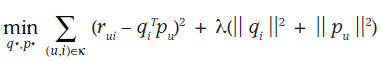 min q*,p* ∑ (u,i)∈κ (r_ui − q_i^T p_u)² + λ(|| q_i ||² + || p_u ||²)